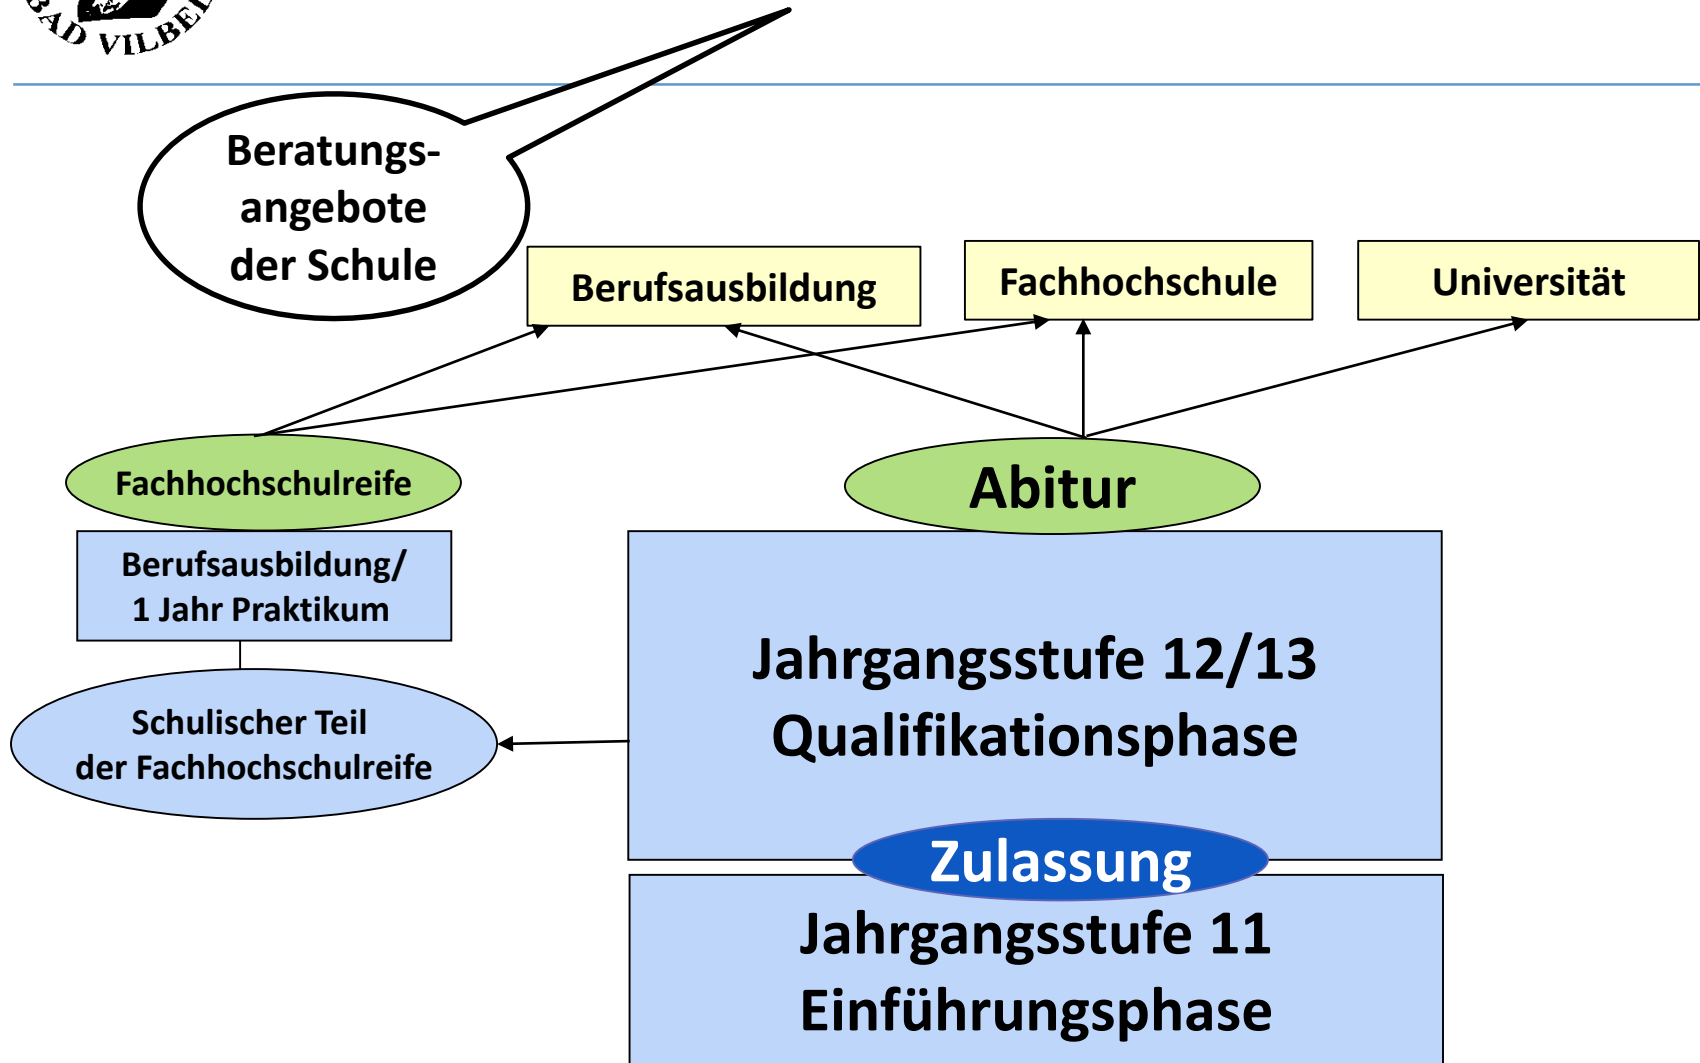 BAD VILBEL
Beratungs-
angebote
der Schule
Berufsausbildung
Fachhochschule
Universität
Fachhochschulreife
Abitur
Berufsausbildung/
1 Jahr Praktikum
Jahrgangsstufe 12/13
Qualifikationsphase
Schulischer Teil
der Fachhochschulreife
Zulassung
Jahrgangsstufe 11
Einführungsphase